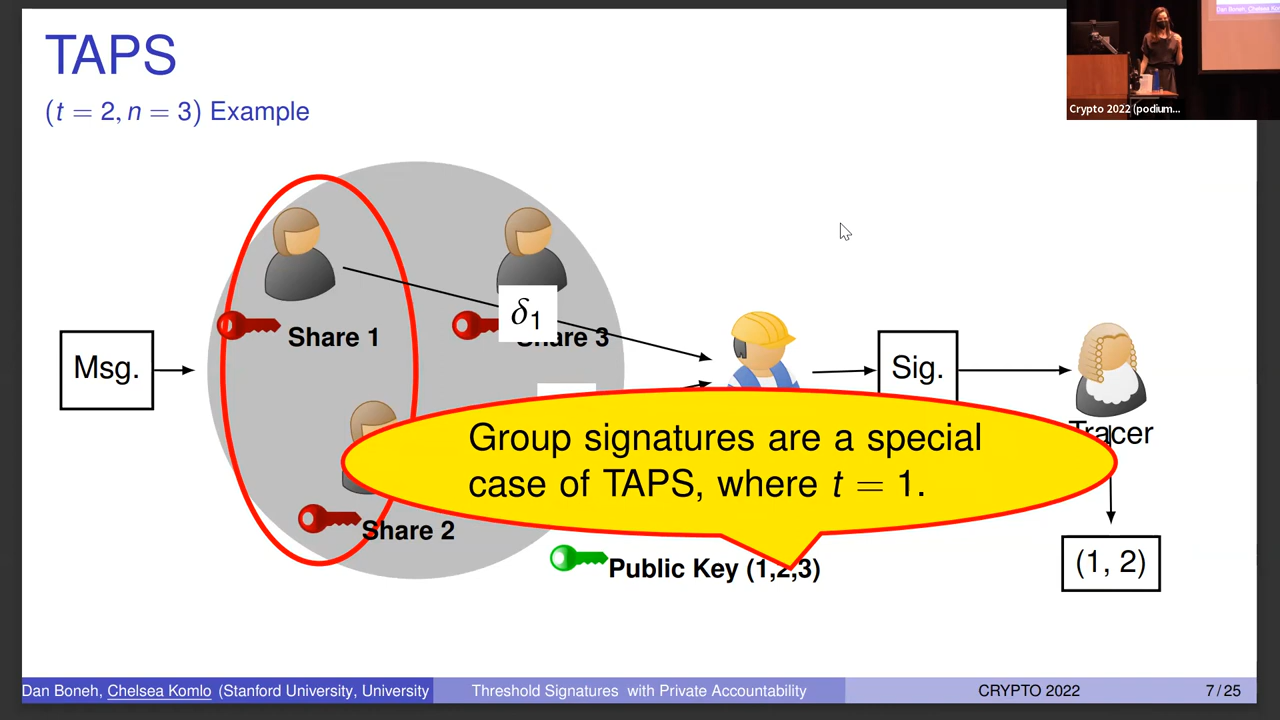 TAPS
(t = 2, n = 3) Example
Crypto 2022 (podium...
Msg.
Share 1
δ1
Share 3
Share 2
Sig.
Tracer
(1, 2)
Group signatures are a special
case of TAPS, where t = 1.
Public Key (1,2,3)
Dan Boneh, Chelsea Komlo (Stanford University, University
Threshold Signatures with Private Accountability
CRYPTO 2022
7 / 25